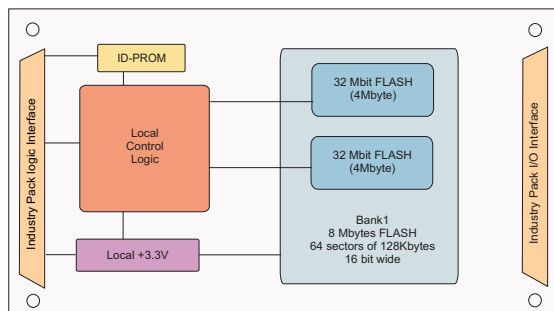 ID-PROM
Industry Pack logic Interface
Local
Control
Logic
Local +3.3V
32 Mbit FLASH
(4Mbyte)
32 Mbit FLASH
(4Mbyte)
Bank1
8 Mbytes FLASH
64 sectors of 128Kbytes
16 bit wide
Industry Pack I/O Interface